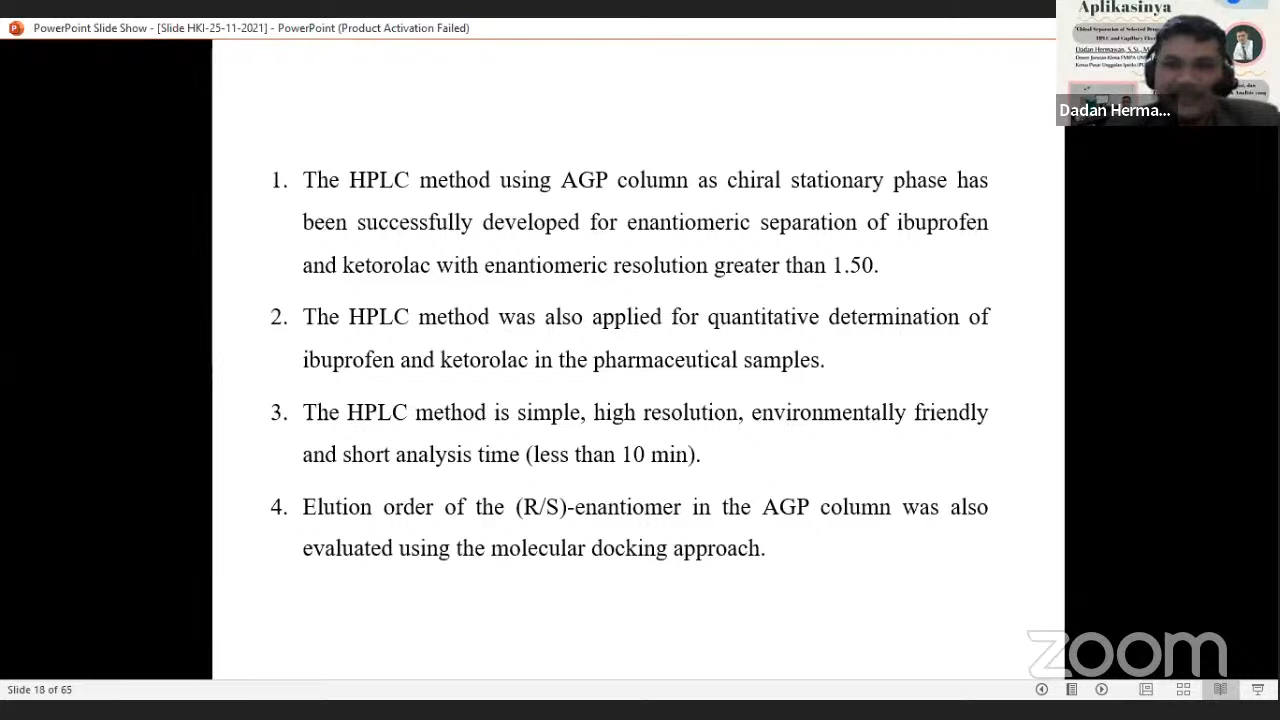 PowerPoint Slide Show - [Slide HKI-25-11-2021] - PowerPoint (Product Activation Failed)
Aplikasinya
Dadan Herma...
1. The HPLC method using AGP column as chiral stationary phase has
been successfully developed for enantiomeric separation of ibuprofen
and ketorolac with enantiomeric resolution greater than 1.50.
2. The HPLC method was also applied for quantitative determination of
ibuprofen and ketorolac in the pharmaceutical samples.
3. The HPLC method is simple, high resolution, environmentally friendly
and short analysis time (less than 10 min).
4. Elution order of the (R/S)-enantiomer in the AGP column was also
evaluated using the molecular docking approach.
zoom
Slide 18 of 65